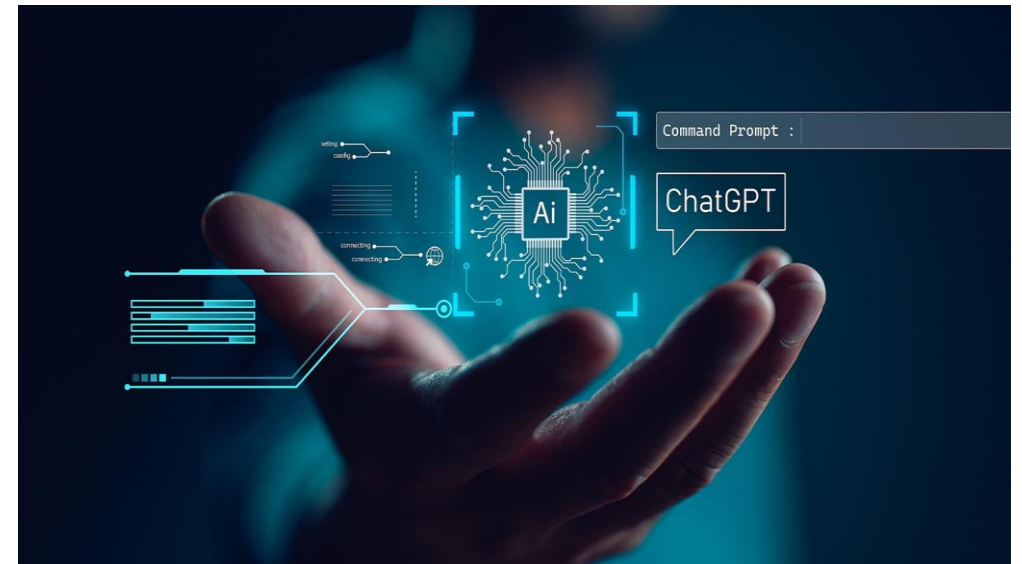 Command Prompt :
setting
config
Ai
ChatGPT
connecting
connecting